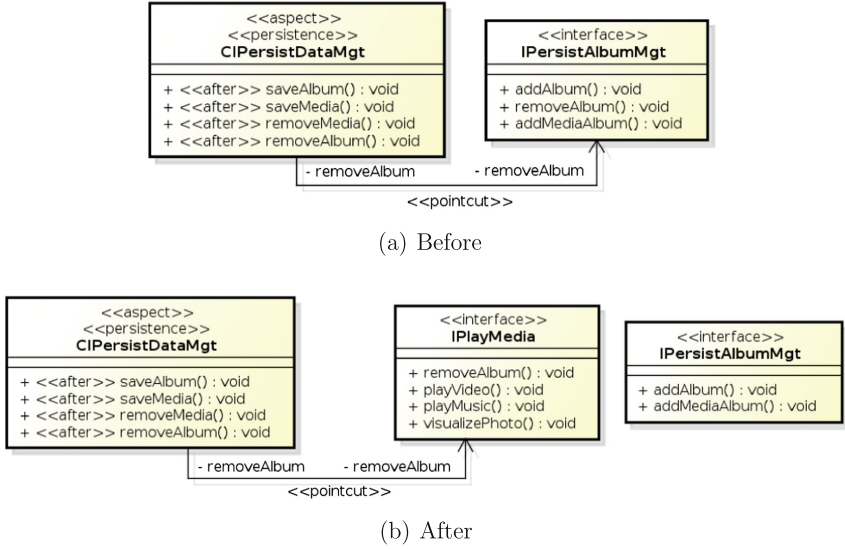 <<aspect>>
<<persistence>>
CIPersistDataMgt
+ <<after>> saveAlbum() : void
+ <<after>> saveMedia() : void
+ <<after>> removeMedia() : void
+ <<after>> removeAlbum() : void
<<interface>>
IPersistAlbumMgt
+ addAlbum() : void
+ removeAlbum() : void
+ addMediaAlbum() : void
- removeAlbum
- removeAlbum
<<pointcut>>
(a) Before
<<aspect>>
<<persistence>>
CIPersistDataMgt
+ <<after>> saveAlbum() : void
+ <<after>> saveMedia() : void
+ <<after>> removeMedia() : void
+ <<after>> removeAlbum() : void
<<interface>>
IPlayMedia
+ removeAlbum() : void
+ playVideo() : void
+ playMusic() : void
+ visualizePhoto() : void
<<interface>>
IPersistAlbumMgt
+ addAlbum() : void
+ addMediaAlbum() : void
- removeAlbum
- removeAlbum
<<pointcut>>
(b) After